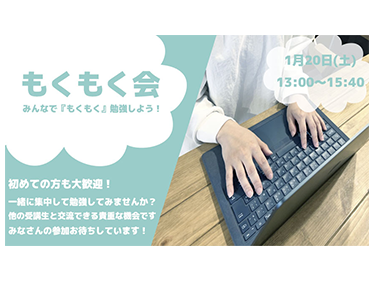 もくもく会
みんなで『もくもく』勉強しよう！
1月20日(土)
13:00〜15:40
初めての方も大歓迎！
一緒に集中して勉強してみませんか？
他の受講生と交流できる貴重な機会です
みなさんの参加お待ちしています！